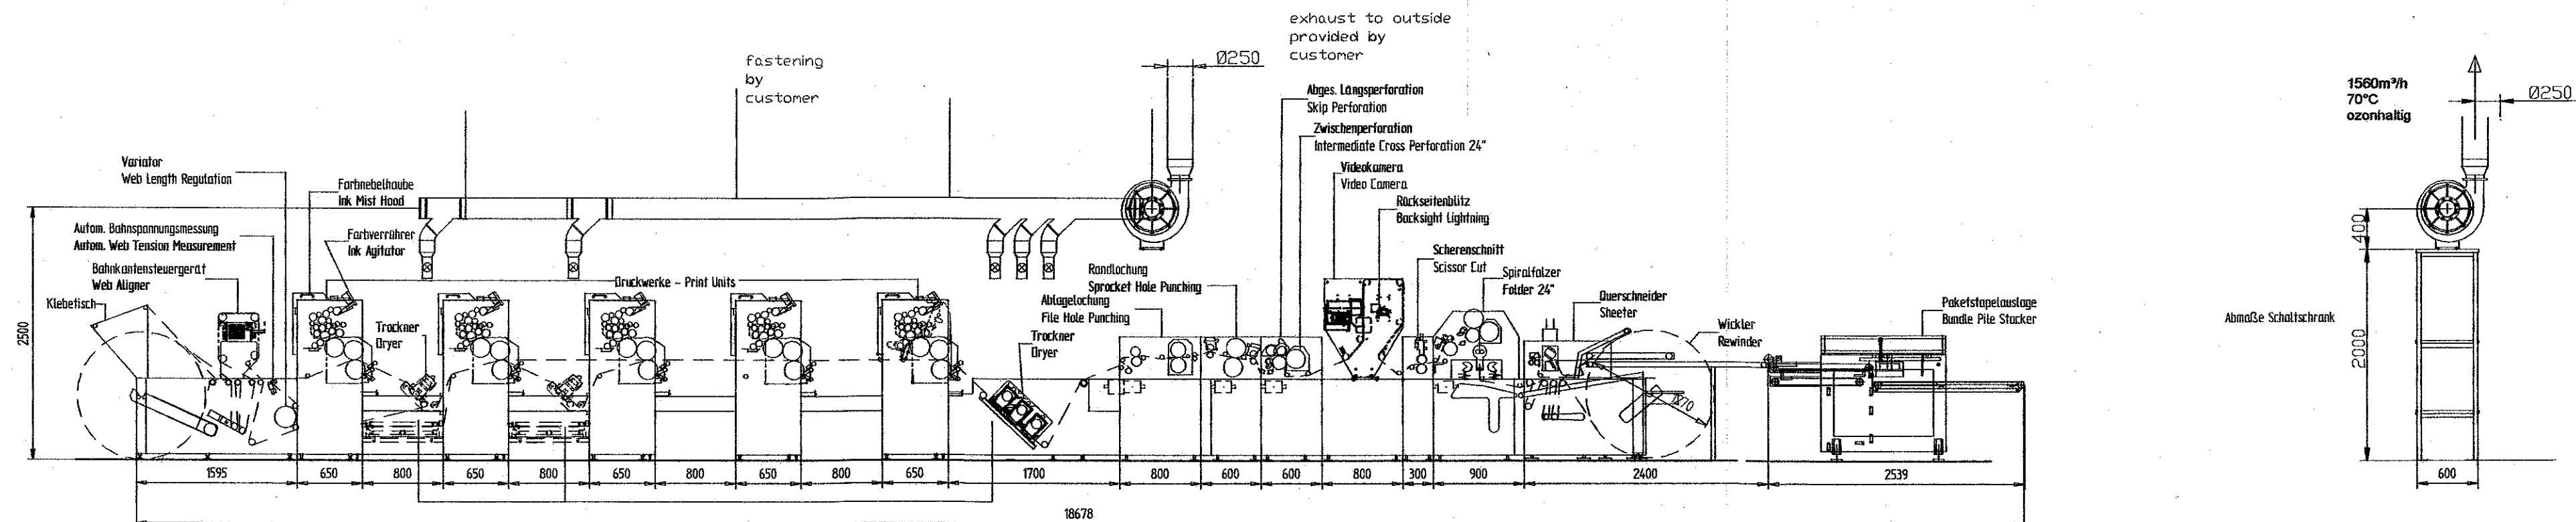 exhaust to outside
provided by
customer
fastening
by
customer
Ø250
Abges. Längsperforation
Skip Perforation
Zwischenperforation
Intermediate Cross Perforation 24"
Videokamera
Video Camera
Rückseitenblitz
Backsight Lightning
Scherenschnitt
Scissor Cut
Spiralfalzer
Folder 24"
Querschneider
Sheeter
Wickler
Rewinder
Paketstapelauslage
Bundle Pile Stacker
Variator
Web Length Regulation
Farbnebelhaube
Ink Mist Hood
Autom. Bahnspannungsmessung
Autom. Web Tension Measurement
Farbverrührer
Ink Agitator
Bahnkantensteuergerät
Web Aligner
Klebetisch
Druckwerke - Print Units
Trockner
Dryer
Randlochung
Sprocket Hole Punching
Ablagelochung
File Hole Punching
Trockner
Dryer
2500
1270
1595
650
800
650
800
650
800
650
800
650
1700
800
600
600
800
300
900
2400
2539
18678
1560m³/h
70°C
ozonhaltig
Ø250
400
2000
Abmaße Schaltschrank
600